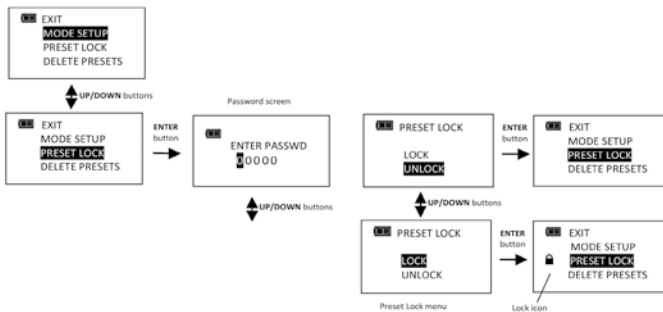 EXIT
MODE SETUP
PRESET LOCK
DELETE PRESETS
UP/DOWN buttons
EXIT
MODE SETUP
PRESET LOCK
DELETE PRESETS
ENTER
button
Password screen
ENTER PASSWD
00000
UP/DOWN buttons
PRESET LOCK
LOCK
UNLOCK
ENTER
button
EXIT
MODE SETUP
PRESET LOCK
DELETE PRESETS
UP/DOWN buttons
PRESET LOCK
LOCK
UNLOCK
Preset Lock menu
ENTER
button
EXIT
MODE SETUP
PRESET LOCK
DELETE PRESETS
Lock icon